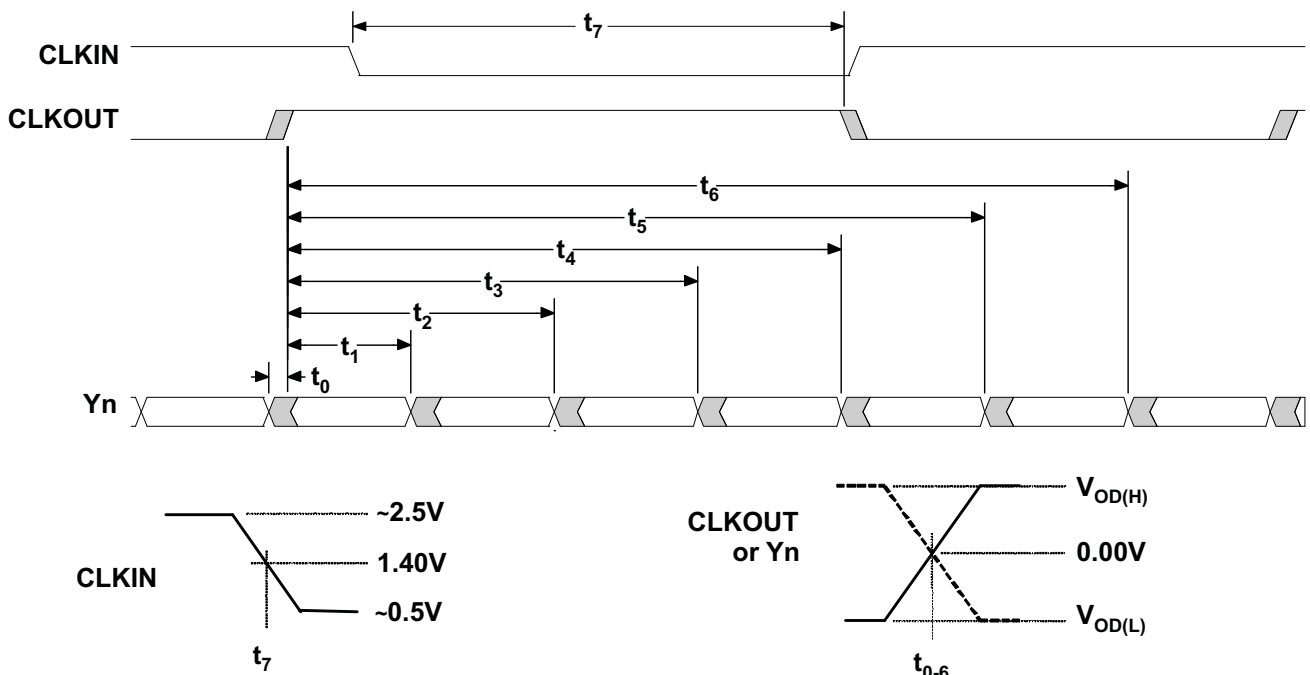 t7
CLKIN
CLKOUT
t6
t5
t4
t3
t2
t1
t0
Yn
~2.5V
1.40V
~0.5V
CLKIN
t7
CLKOUT
or Yn
VOD(H)
0.00V
VOD(L)
t0-6